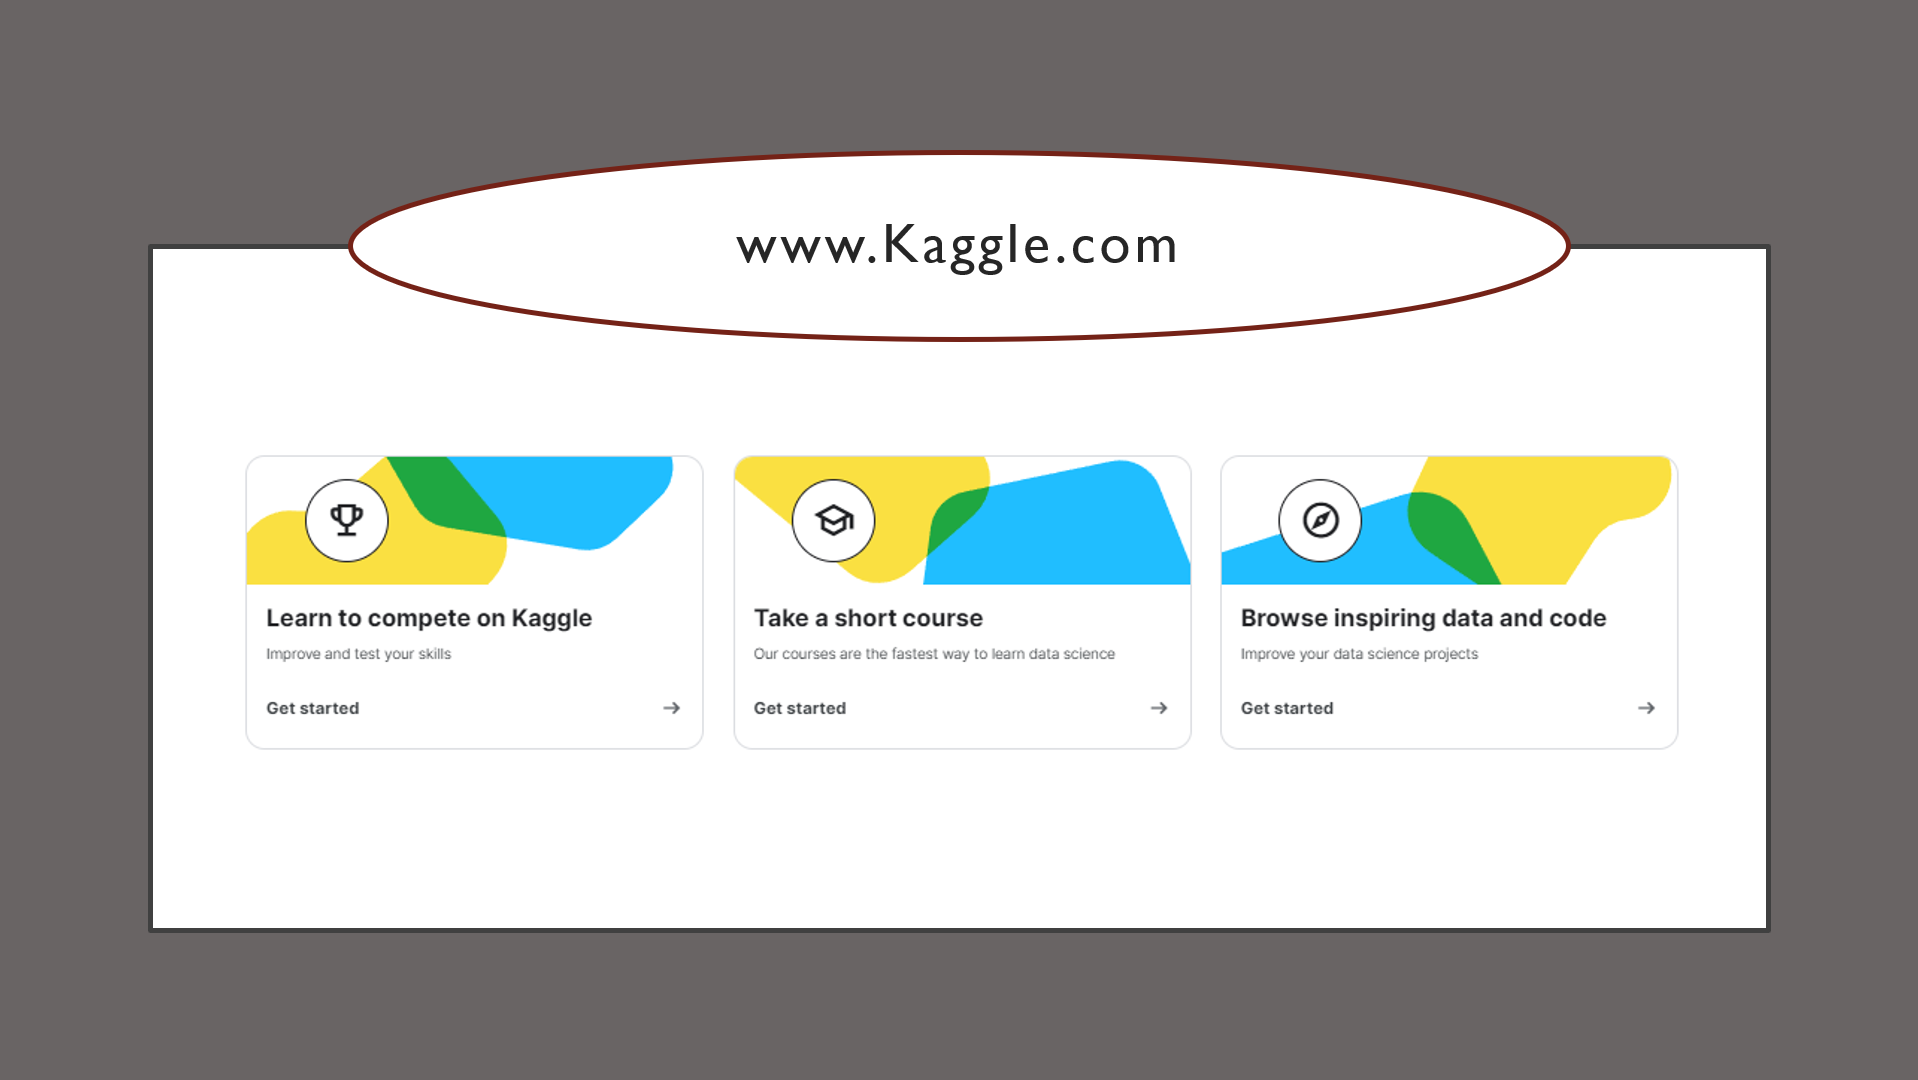 www.Kaggle.com
Learn to compete on Kaggle
Improve and test your skills
Get started
Take a short course
Our courses are the fastest way to learn data science
Get started
Browse inspiring data and code
Improve your data science projects
Get started